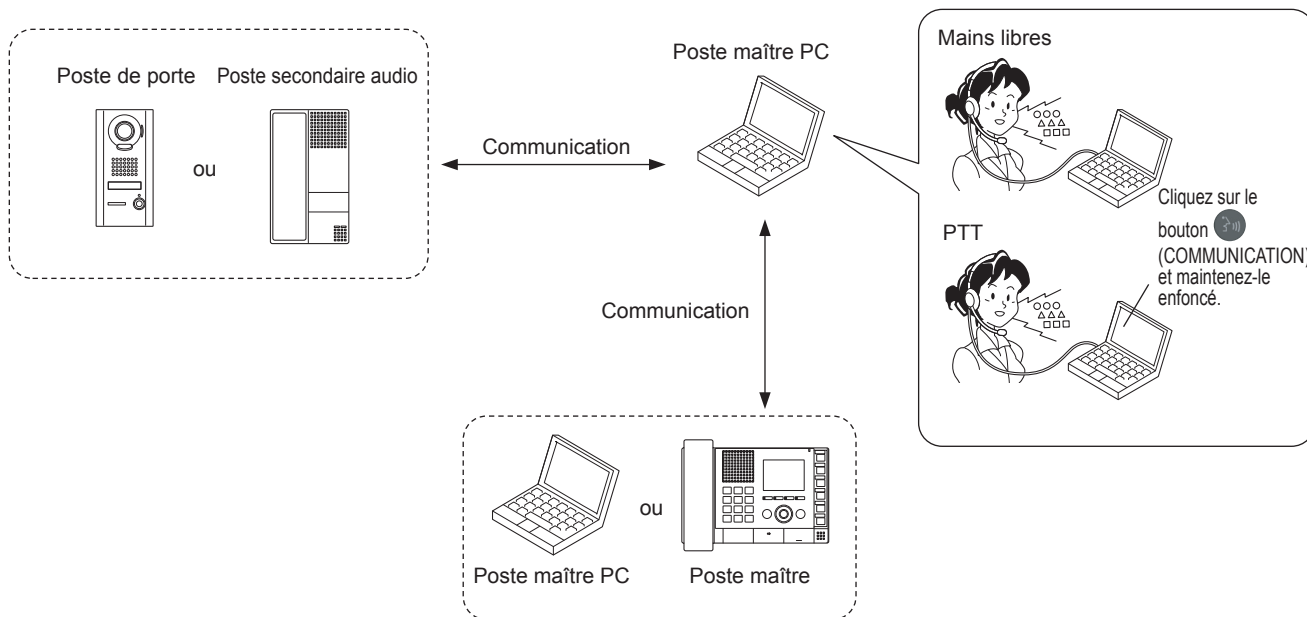 Poste de porte
Poste secondaire audio
ou
Communication
Poste maître PC
Mains libres
PTT
Cliquez sur le
bouton
(COMMUNICATION)
et maintenez-le
enfoncé.
Communication
ou
Poste maître PC
Poste maître